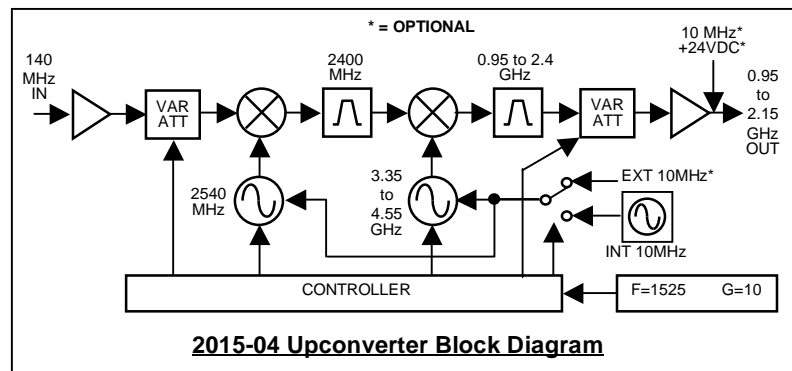 * = OPTIONAL
10 MHz*
+24VDC*
140
MHz
IN
VAR
ATT
2400
MHz
0.95 to 2.4
GHz
VAR
ATT
0.95
to
2.15
GHz
OUT
2540
MHz
3.35
to
4.55
GHz
EXT 10MHz*
INT 10MHz
CONTROLLER
F=1525 G=10
2015-04 Upconverter Block Diagram